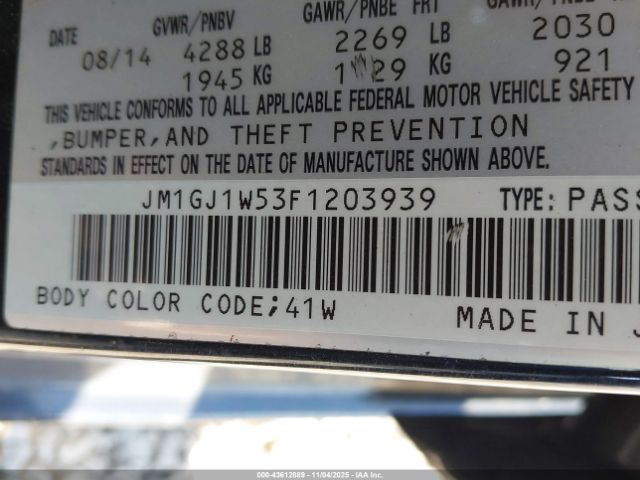 DATE GVWR/PNBV GAWR/PNBE FRT
08/14 4288 LB 2269 LB 2030
1945 KG KG 921
THIS VEHICLE CONFORMS TO ALL APPLICABLE FEDERAL MOTOR VEHICLE SAFETY
,BUMPER,AND THEFT PREVENTION
STANDARDS IN EFFECT ON THE DATE OF MANUFACTURE SHOWN ABOVE.
JM1GJ1W53F1203939 TYPE: PASS
BODY COLOR CODE;41W MADE IN J
000-43612889 - 11/04/2025 - IAA Inc.